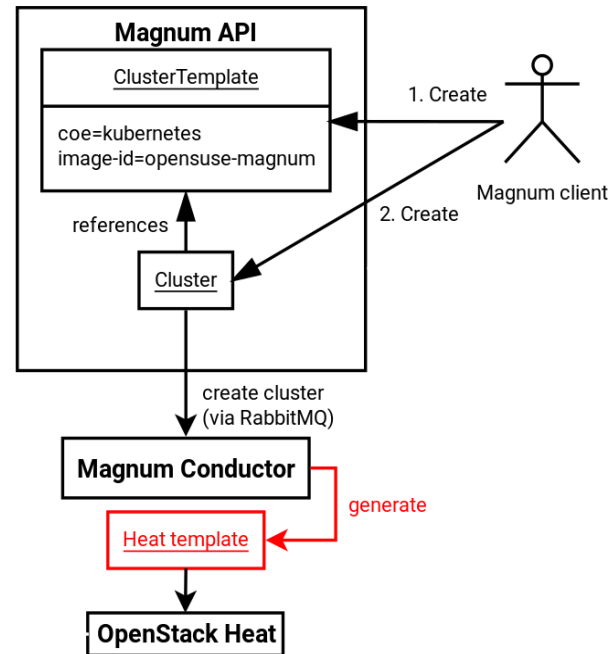 Magnum API
ClusterTemplate
coe=kubernetes
image-id=opensuse-magnum
1. Create
Magnum client
2. Create
references
Cluster
create cluster
(via RabbitMQ)
Magnum Conductor
generate
Heat template
OpenStack Heat